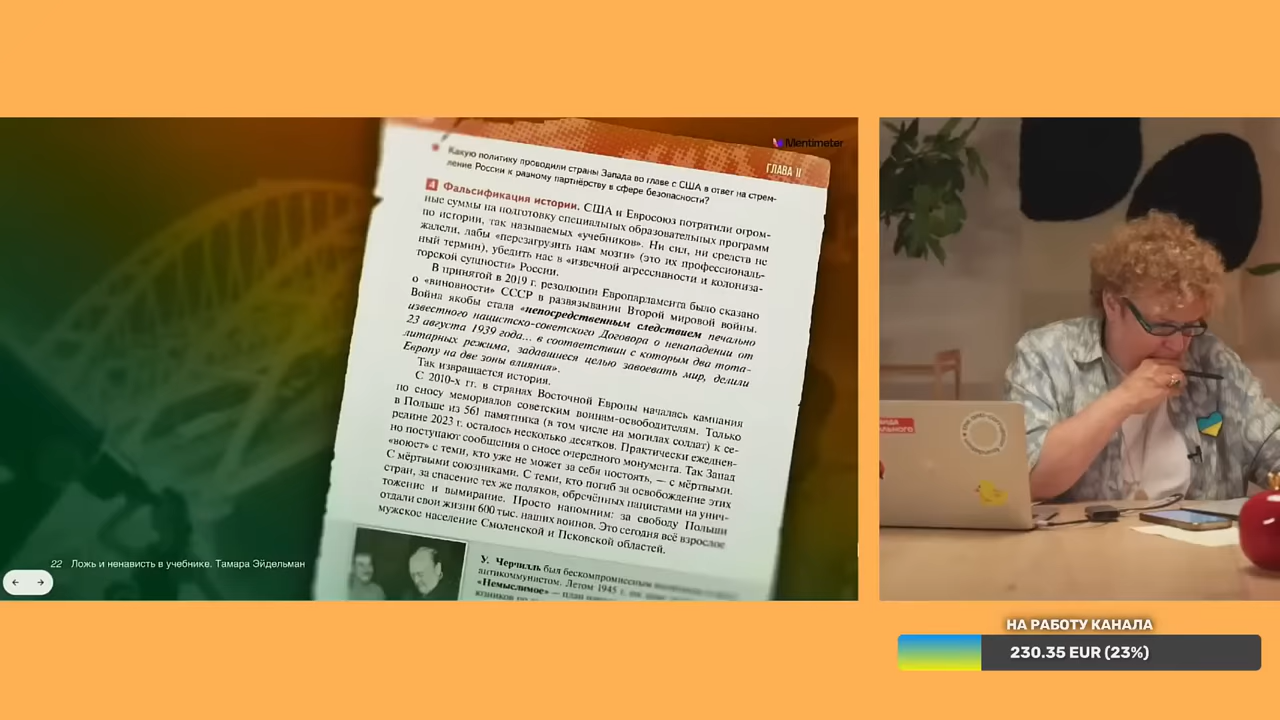 Mentimeter
ГЛАВА II
Какую политику проводили страны Запада во главе с США в ответ на стрем-
ление России к равному партнёрству в сфере безопасности?
4 Фальсификация истории. США и Евросоюз потратили огром-
ные суммы на подготовку специальных образовательных программ
по истории, так называемых «учебников». Ни сил, ни средств не
жалели, дабы «перезагрузить нам мозги» (это их профессиональ-
ный термин), убедить нас в «извечной агрессивности и колониза-
торской сущности» России.
В принятой в 2019 г. резолюции Европарламента было сказано
о «виновности» СССР в развязывании Второй мировой войны.
Война якобы стала «непосредственным следствием печально
известного нацистско-советского Договора о ненападении от
23 августа 1939 года... в соответствии с которым два тота-
литарных режима, задавшиеся целью завоевать мир, делили
Европу на две зоны влияния».
Так извращается история.
С 2010-х гг. в странах Восточной Европы началась кампания
по сносу мемориалов советским воинам-освободителям. Только
в Польше из 561 памятника (в том числе на могилах солдат) к се-
редине 2023 г. осталось несколько десятков. Практически ежеднев-
но поступают сообщения о сносе очередного монумента. Так Запад
«воюет» с теми, кто уже не может за себя постоять, — с мёртвыми.
С мёртвыми союзниками. С теми, кто погиб за освобождение этих
стран, за спасение тех же поляков, обречённых нацистами на унич-
тожение и вымирание. Просто напомним: за свободу Польши
отдали свои жизни 600 тыс. наших воинов. Это сегодня всё взрослое
мужское население Смоленской и Псковской областей.
У. Черчилль был бескомпромиссным
антикоммунистом. Летом 1945 г.
«Немыслимое» — план
22 Ложь и ненависть в учебнике. Тамара Эйдельман
НА РАБОТУ КАНАЛА
230.35 EUR (23%)